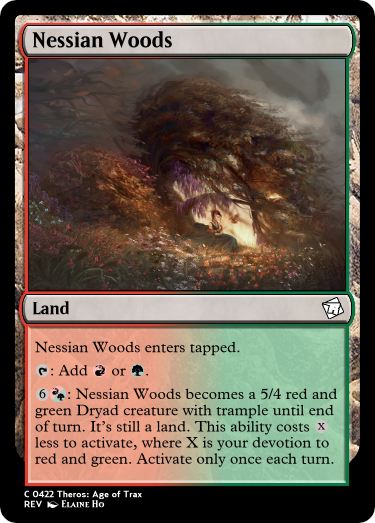 Nessian Woods
Land
Nessian Woods enters tapped.
: Add or .
6 : Nessian Woods becomes a 5/4 red and
green Dryad creature with trample until end
of turn. It's still a land. This ability costs X
less to activate, where X is your devotion to
red and green. Activate only once each turn.
C 0422 Theros: Age of Trax
REV Elaine Ho